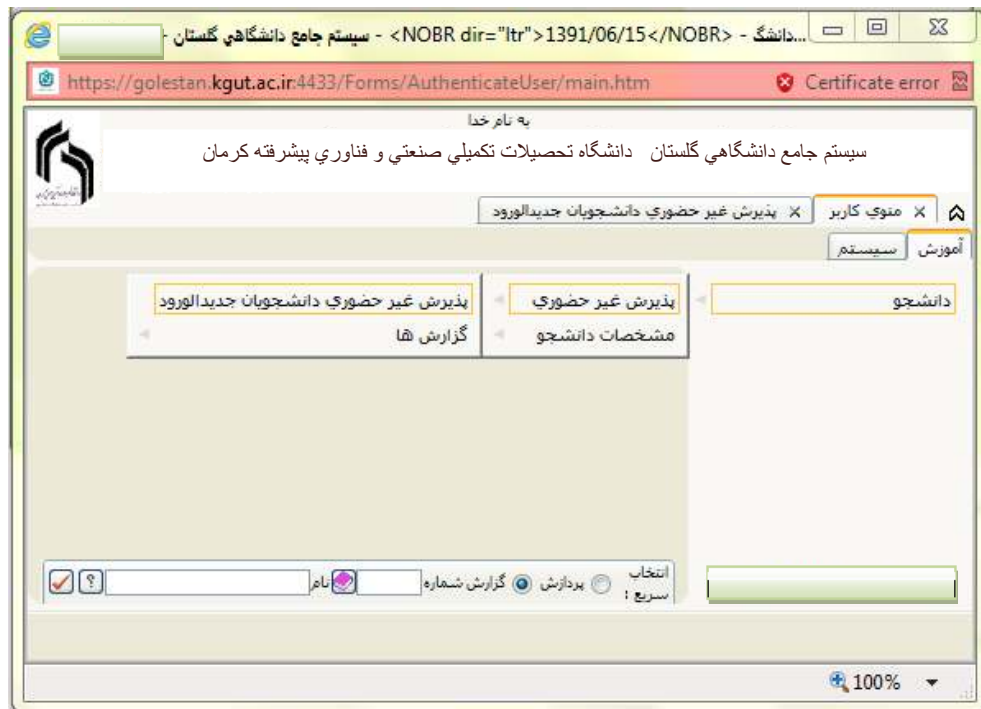 سيستم جامع دانشگاهي گلستان - <NOBR dir="ltr">1391/06/15</NOBR> - دانشگ...
https://golestan.kgut.ac.ir:4433/Forms/AuthenticateUser/main.htm Certificate error
به نام خدا
سيستم جامع دانشگاهي گلستان دانشگاه تحصيلات تكميلي صنعتي و فناوري پيشرفته كرمان
منوي كاربر X پذيرش غير حضوري دانشجويان جديدالورود X
آموزش سيستم
دانشجو پذيرش غير حضوري پذيرش غير حضوري دانشجويان جديدالورود
مشخصات دانشجو گزارش ها
انتخاب سريع : پردازش گزارش شماره نام ?
100%